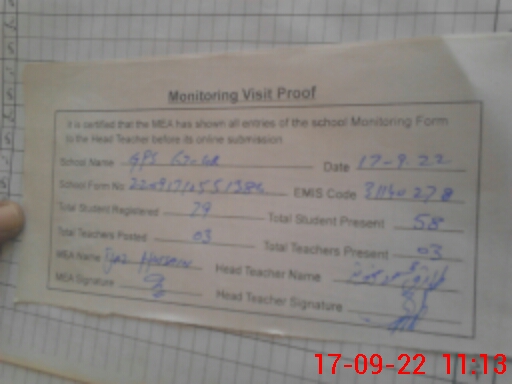 Monitoring Visit Proof
It is certified that the MEA has shown all entries of the school Monitoring Form
to the Head Teacher before its online submission
School Name GPS Date 17-9-22
School Form No: EMIS Code
Total Student Registered 79 Total Student Present 58
Total Teachers Posted 03 Total Teachers Present 03
MEA Name Head Teacher Name
MEA Signature Head Teacher Signature
17-09-22 11:13